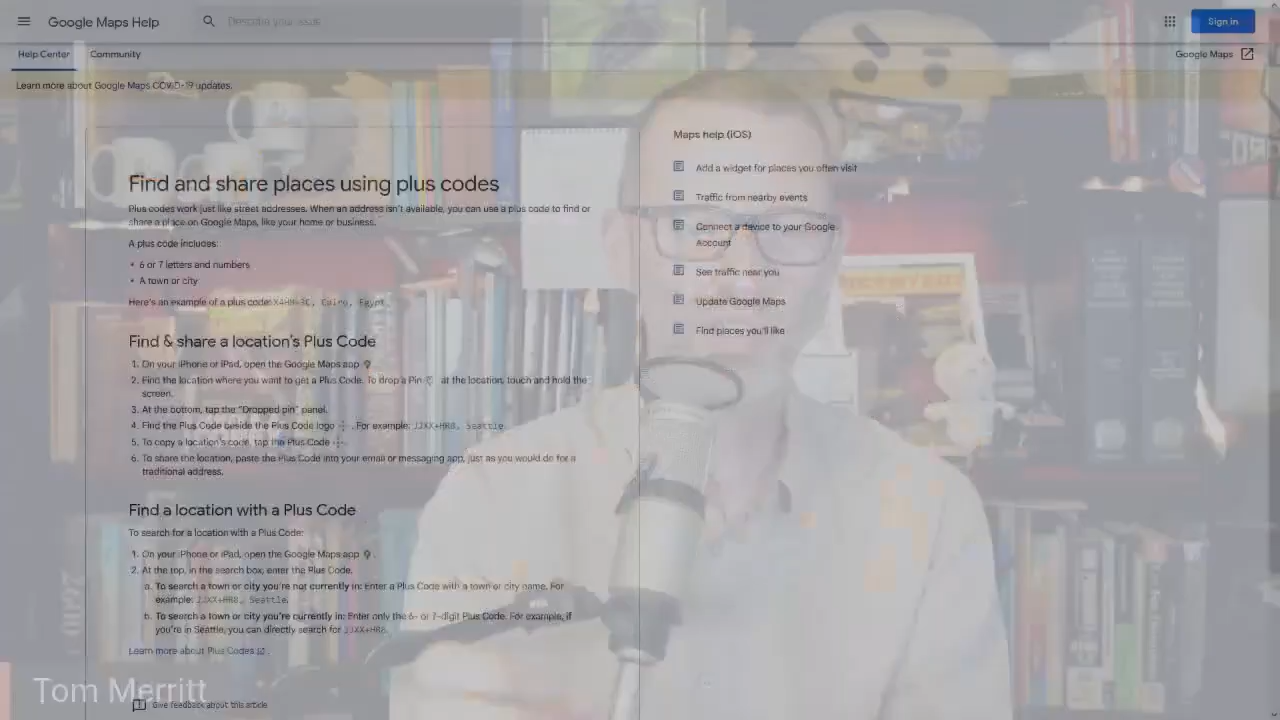 Google Maps Help
Describe your issue
Sign in
Help Center
Community
Google Maps
Learn more about Google Maps COVID-19 updates.
Find and share places using plus codes
Plus codes work just like street addresses. When an address isn't available, you can use a plus code to find or
share a place on Google Maps, like your home or business.
A plus code includes:
• 6 or 7 letters and numbers
• A town or city
Here's an example of a plus code: X4HM+3C, Cairo, Egypt.
Find & share a location's Plus Code
1. On your iPhone or iPad, open the Google Maps app
2. Find the location where you want to get a Plus Code. To drop a Pin at the location, touch and hold the
screen.
3. At the bottom, tap the "Dropped pin" panel.
4. Find the Plus Code beside the Plus Code logo . For example: JJXX+HR8, Seattle
5. To copy a location's code, tap the Plus Code
6. To share the location, paste the Plus Code into your email or messaging app, just as you would do for a
traditional address.
Find a location with a Plus Code
To search for a location with a Plus Code:
1. On your iPhone or iPad, open the Google Maps app .
2. At the top, in the search box, enter the Plus Code.
a. To search a town or city you're not currently in: Enter a Plus Code with a town or city name. For
example: JJXX+HR8, Seattle.
b. To search a town or city you're currently in: Enter only the 6- or 7-digit Plus Code. For example, if
you're in Seattle, you can directly search for JJXX+HR8.
Learn more about Plus Codes .
Give feedback about this article
Maps help (iOS)
Add a widget for places you often visit
Traffic from nearby events
Connect a device to your Google
Account
See traffic near you
Update Google Maps
Find places you'll like
Tom Merritt